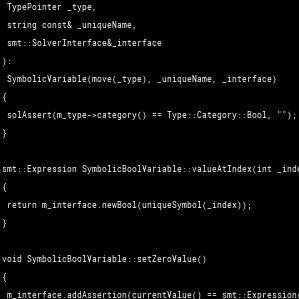 TypePointer _type,
string const& _uniqueName,
smt::SolverInterface&_interface
):
SymbolicVariable(move(_type), _uniqueName, _interface)
{
solAssert(m_type->category() == Type::Category::Bool, "");
}
smt::Expression SymbolicBoolVariable::valueAtIndex(int _inde
{
return m_interface.newBool(uniqueSymbol(_index));
}
void SymbolicBoolVariable::setZeroValue()
{
m_interface.addAssertion(currentValue() == smt::Expression(